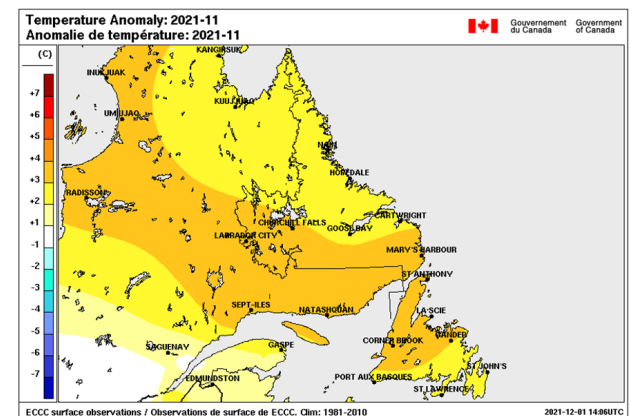 Temperature Anomaly: 2021-11
Anomalie de température: 2021-11
Gouvernement du Canada
Government of Canada
(C)
+7
+6
+5
+4
+3
+2
+1
-1
-2
-3
-4
-5
-6
-7
KANGIRSUK
INUKJUAK
KUUJJUAQ
UMIUJAQ
NAIN
HOPEDALE
RADISSON
CARTWRIGHT
CHURCHILL FALLS
GOOSE BAY
LABRADOR CITY
MARY'S HARBOUR
ST ANTHONY
SEPT-ILES
NATASHQUAN
LA SCIE
GANDER
CORNER BROOK
SAGUENAY
GASPE
ST JOHN'S
PORT AUX BASQUES
EDMUNDSTON
ST LAWRENCE
ECCC surface observations / Observations de surface de ECCC. Clim: 1981-2010
2021-12-01 14:06UTC